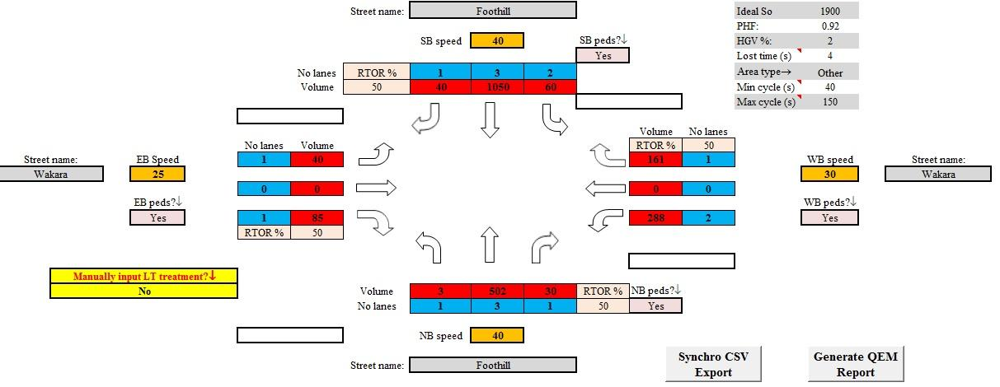 Street name: Foothill
Ideal So 1900
PHF: 0.92
SB speed 40 SB peds?↓
HGV %: 2
Yes
Lost time (s) 4
No lanes RTOR % 1 3 2
Area type→ Other
Volume 50 40 1050 60
Min cycle (s) 40
Max cycle (s) 150
Volume No lanes
No lanes Volume
RTOR % 50
Street name: EB Speed 1 40
161 1 WB speed Street name:
Wakara 25
30 Wakara
0 0
0 0
EB peds?↓ WB peds?↓
Yes 1 85
288 2 Yes
RTOR % 50
Manually input LT treatment?↓
No
Volume 3 502 30 RTOR % NB peds?↓
No lanes 1 3 1 50 Yes
NB speed 40
Synchro CSV
Export
Generate QEM
Report
Street name: Foothill